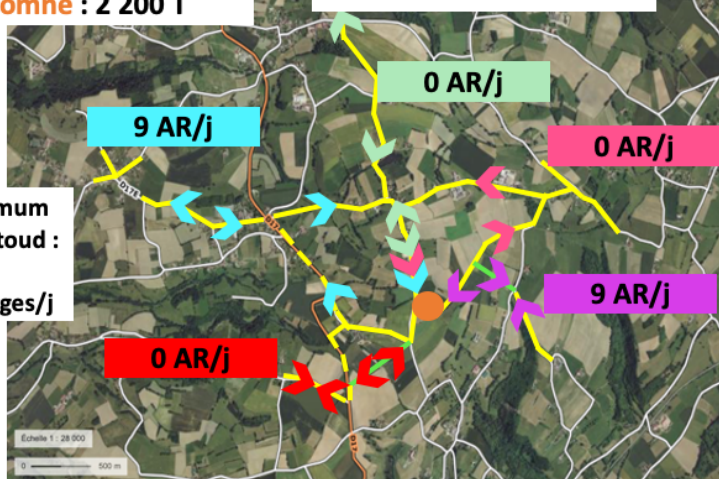 omne : 2 200 T
0 AR/j
9 AR/j
0 AR/j
D178
mum
toud :
ges/j
9 AR/j
0 AR/j
Échelle 1 : 28 000
0 500 m